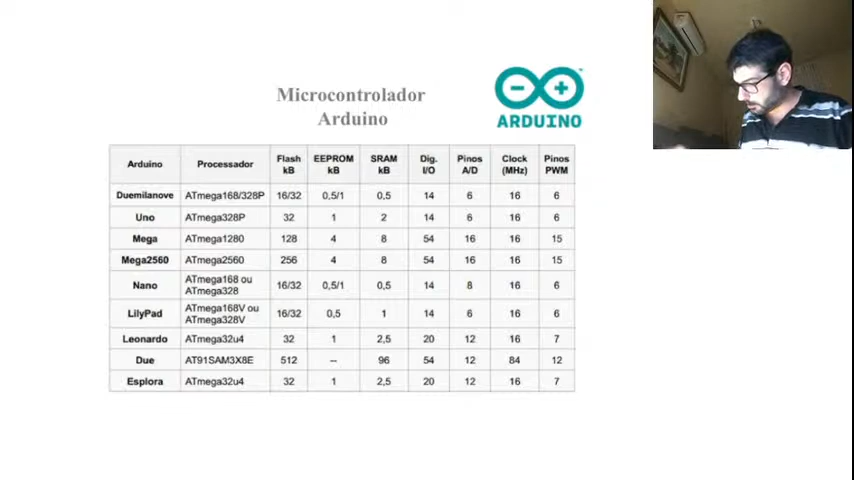 Microcontrolador
Arduino
ARDUINO
Arduino Processador Flash kB EEPROM kB SRAM kB Dig. I/O Pinos A/D Clock (MHz) Pinos PWM
Duemilanove ATmega168/328P 16/32 0,5/1 0,5 14 6 16 6
Uno ATmega328P 32 1 2 14 6 16 6
Mega ATmega1280 128 4 8 54 16 16 15
Mega2560 ATmega2560 256 4 8 54 16 16 15
Nano ATmega168 ou ATmega328 16/32 0,5/1 0,5 14 8 16 6
LilyPad ATmega168V ou ATmega328V 16/32 0,5 1 14 6 16 6
Leonardo ATmega32u4 32 1 2,5 20 12 16 7
Due AT91SAM3X8E 512 -- 96 54 12 84 12
Esplora ATmega32u4 32 1 2,5 20 12 16 7